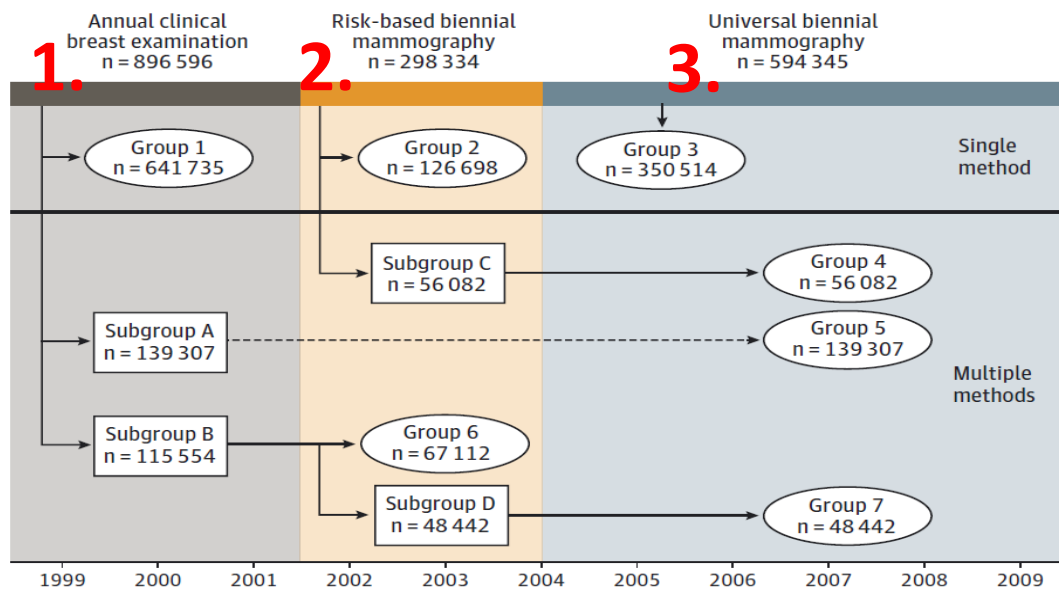 Annual clinical
breast examination
n = 896 596
Risk-based biennial
mammography
n = 298 334
Universal biennial
mammography
n = 594 345
1.
2.
3.
Group 1
n = 641 735
Group 2
n = 126 698
Group 3
n = 350 514
Single
method
Subgroup C
n = 56 082
Group 4
n = 56 082
Subgroup A
n = 139 307
Group 5
n = 139 307
Multiple
methods
Subgroup B
n = 115 554
Group 6
n = 67 112
Subgroup D
n = 48 442
Group 7
n = 48 442
1999 2000 2001 2002 2003 2004 2005 2006 2007 2008 2009